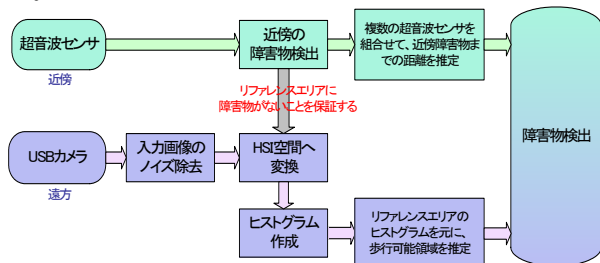 超音波センサ
近傍
近傍の
障害物検出
複数の超音波センサを
組合せて、近傍障害物ま
での距離を推定
リファレンスエリアに
障害物がないことを保証する
障害物検出
USBカメラ
遠方
入力画像の
ノイズ除去
HSI空間へ
変換
ヒストグラム
作成
リファレンスエリアの
ヒストグラムを元に、
歩行可能領域を推定